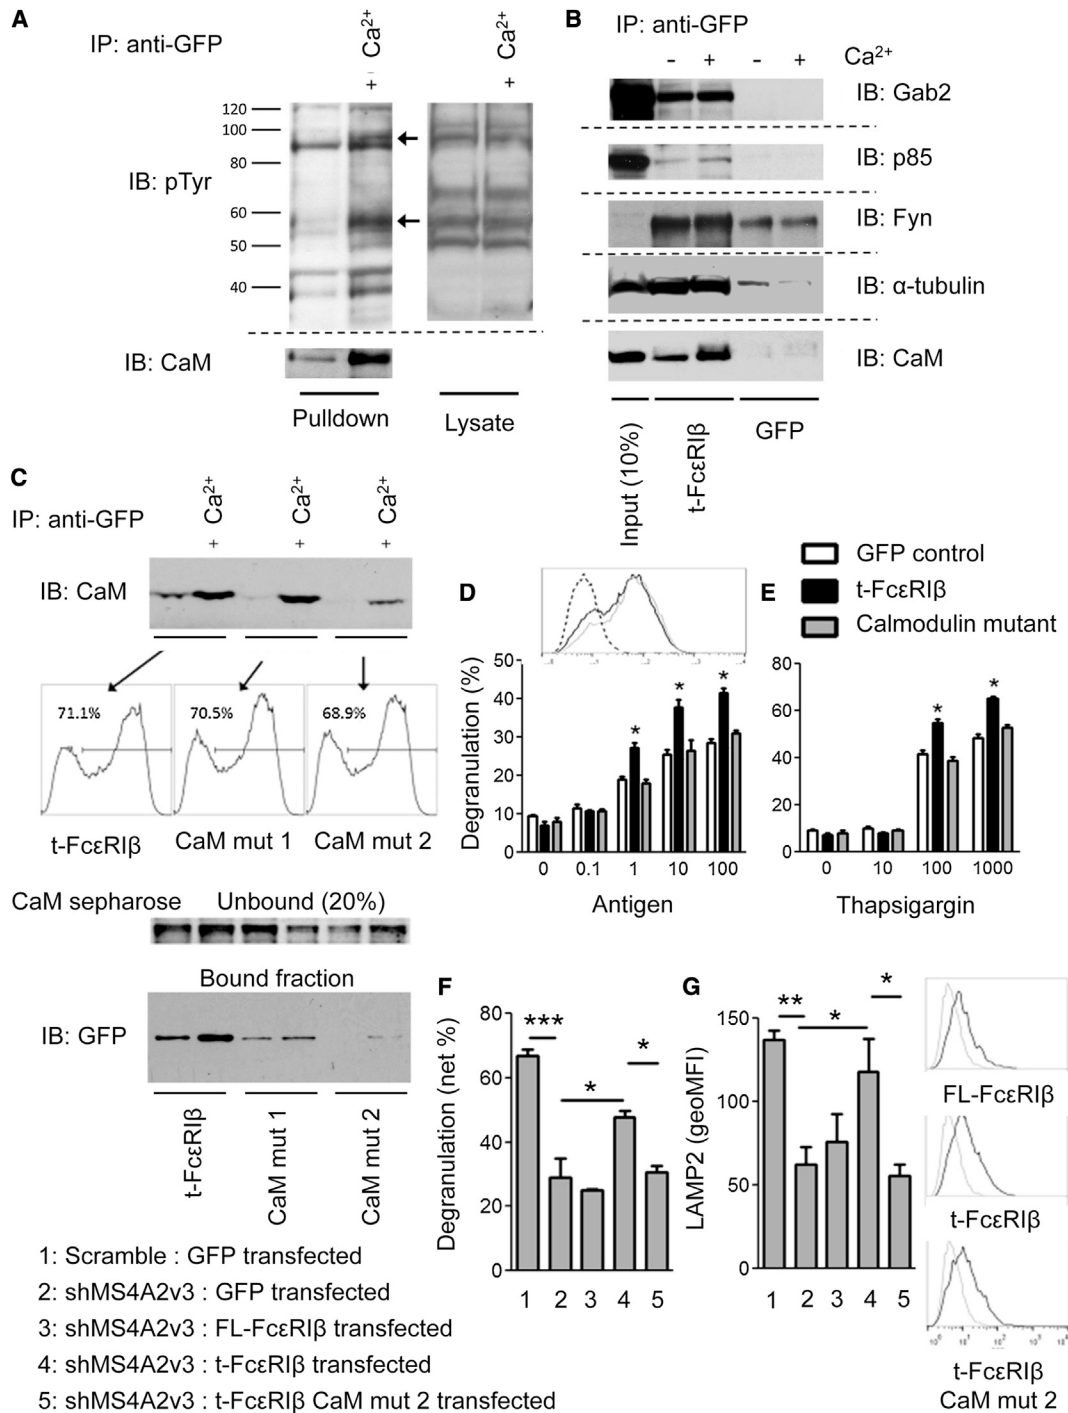 A
IP: anti-GFP
Ca2+
Ca2+
+
+
120
100
80
60
50
40
IB: pTyr
IB: CaM
Pulldown
Lysate
B
IP: anti-GFP
- + - +
Ca2+
IB: Gab2
IB: p85
IB: Fyn
IB: α-tubulin
IB: CaM
Input (10%)
t-FcεRIβ
GFP
C
IP: anti-GFP
Ca2+
Ca2+
Ca2+
+ + +
IB: CaM
71.1%
70.5%
68.9%
t-FcεRIβ
CaM mut 1
CaM mut 2
CaM sepharose
Unbound (20%)
Bound fraction
IB: GFP
t-FcεRIβ
CaM mut 1
CaM mut 2
GFP control
t-FcεRIβ
Calmodulin mutant
D
Degranulation (%)
50
40
30
20
10
0
0 0.1 1 10 100
* * *
Antigen
E
80
60
40
20
0
0 10 100 1000
* *
Thapsigargin
F
Degranulation (net %)
80
60
40
20
0
***
*
*
1 2 3 4 5
G
LAMP2 (geoMFI)
150
100
50
0
**
*
*
1 2 3 4 5
FL-FcεRIβ
t-FcεRIβ
t-FcεRIβ
CaM mut 2
1: Scramble : GFP transfected
2: shMS4A2v3 : GFP transfected
3: shMS4A2v3 : FL-FcεRIβ transfected
4: shMS4A2v3 : t-FcεRIβ transfected
5: shMS4A2v3 : t-FcεRIβ CaM mut 2 transfected